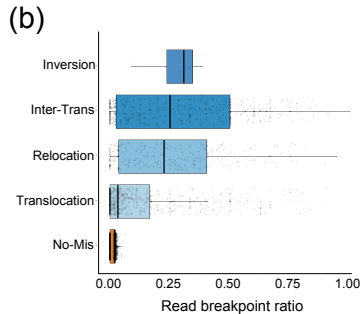 (b)
Inversion
Inter-Trans
Relocation
Translocation
No-Mis
0.00 0.25 0.50 0.75 1.00
Read breakpoint ratio